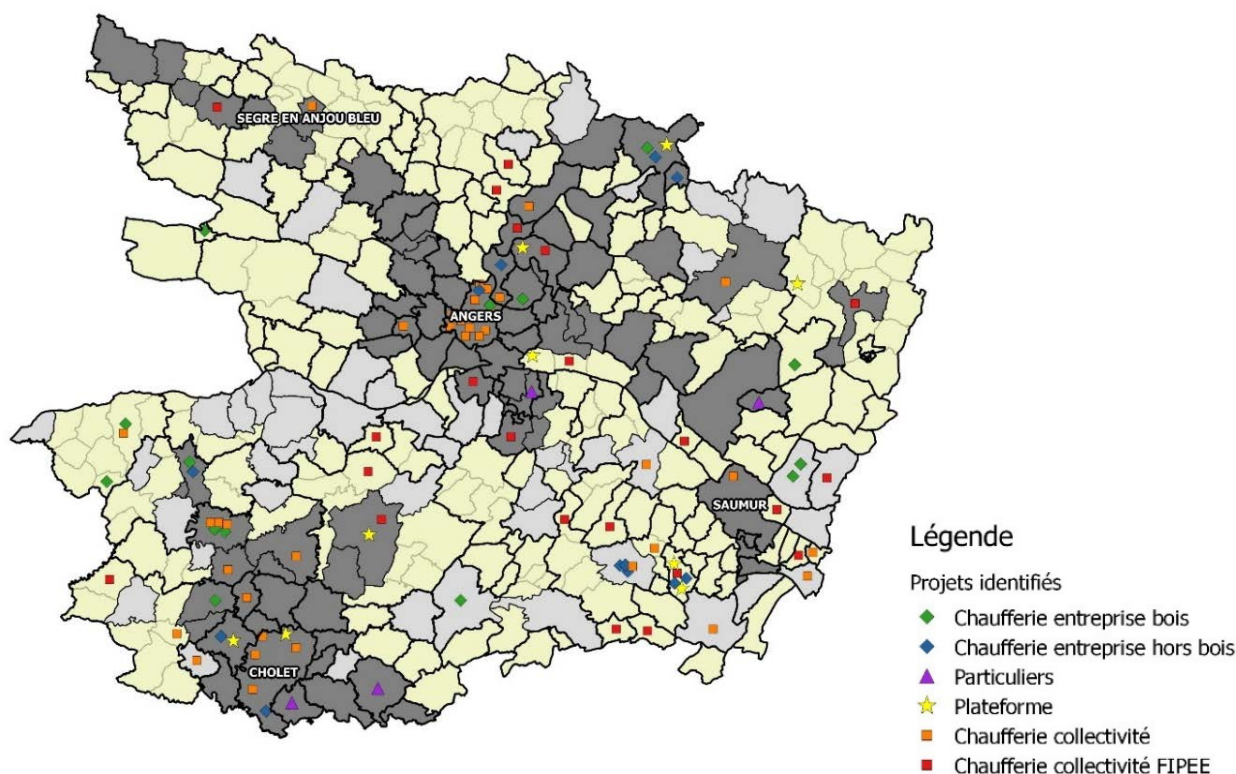 SEGRE EN ANJOU BLEU
ANGERS
SAUMUR
CHOLET
Légende
Projets identifiés
Chaufferie entreprise bois
Chaufferie entreprise hors bois
Particuliers
Plateforme
Chaufferie collectivité
Chaufferie collectivité FIPEE